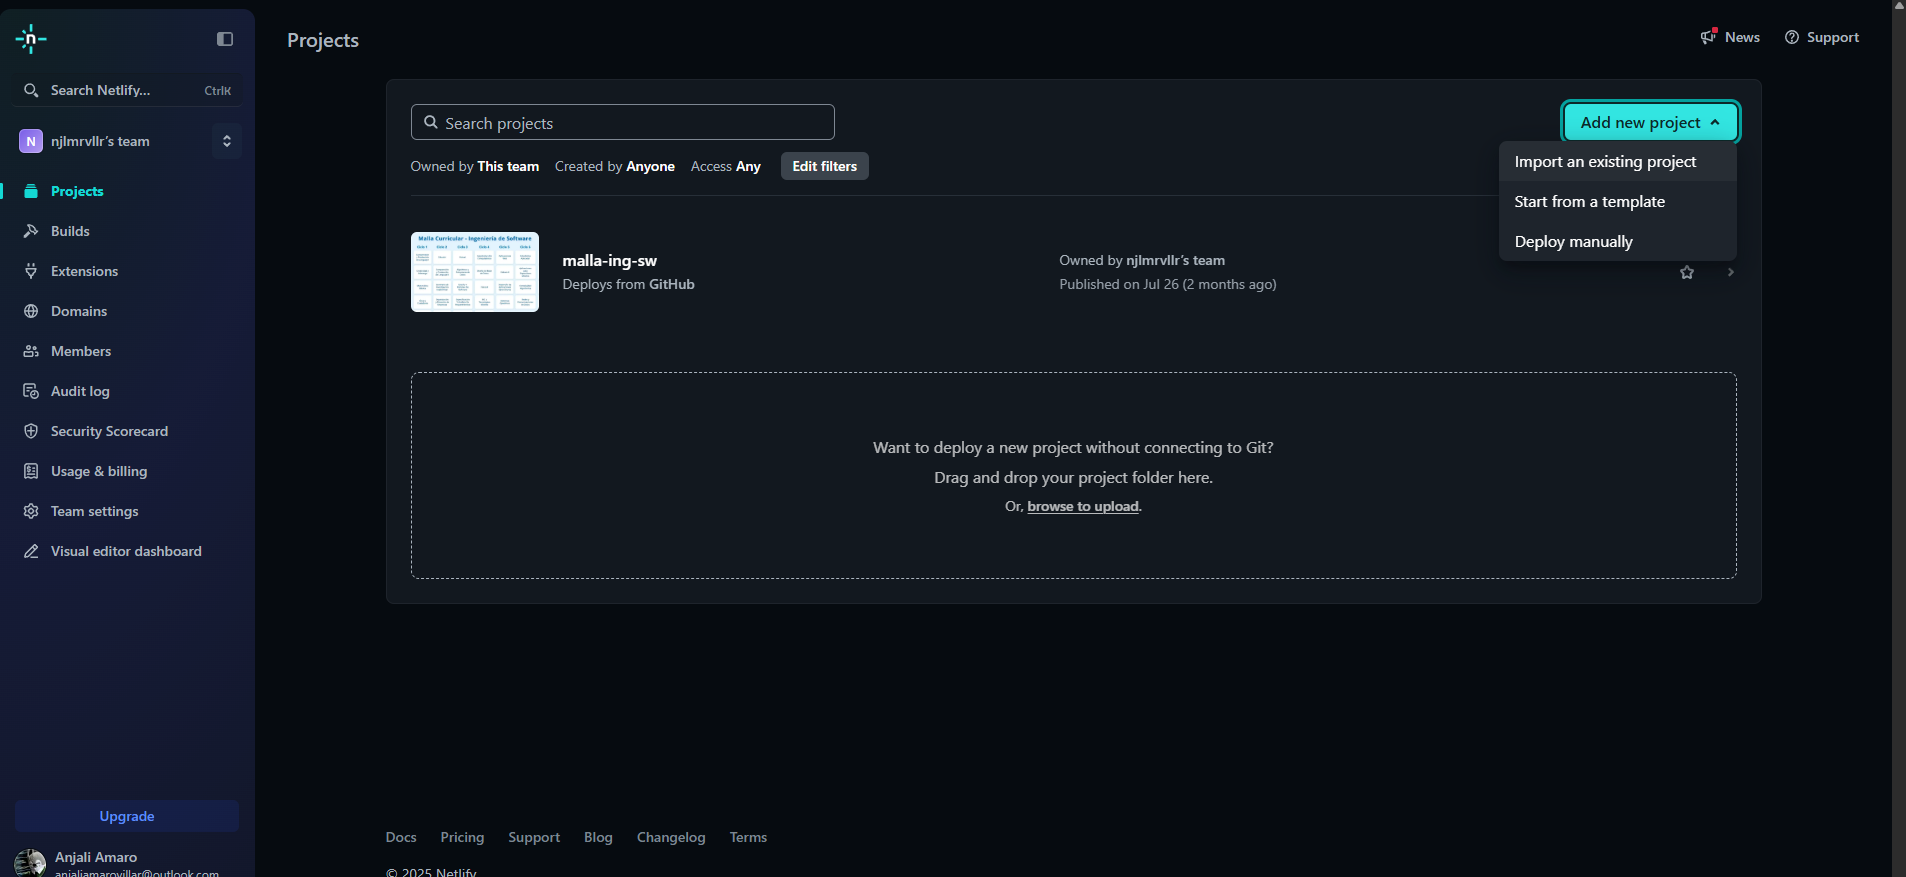 Projects
News
Support
Search Netlify...
CtrlK
N
njlmrvllr's team
Projects
Builds
Extensions
Domains
Members
Audit log
Security Scorecard
Usage & billing
Team settings
Visual editor dashboard
Upgrade
Anjali Amaro
anjaliamarovillar@outlook.com
Search projects
Add new project
Import an existing project
Start from a template
Deploy manually
Owned by This team Created by Anyone Access Any Edit filters
Malla Curricular - Ingeniería de Software
malla-ing-sw
Deploys from GitHub
Owned by njlmrvllr's team
Published on Jul 26 (2 months ago)
Want to deploy a new project without connecting to Git?
Drag and drop your project folder here.
Or, browse to upload.
Docs Pricing Support Blog Changelog Terms
© 2025 Netlify